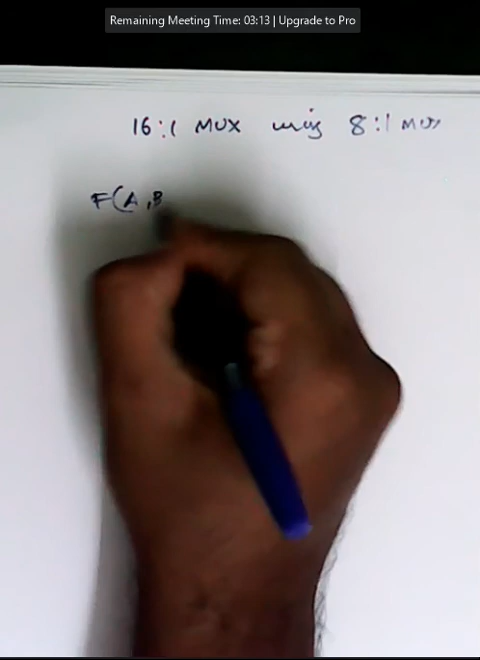 Remaining Meeting Time: 03:13 | Upgrade to Pro
16:1 MUX using 8:1 MUX
F(A,B